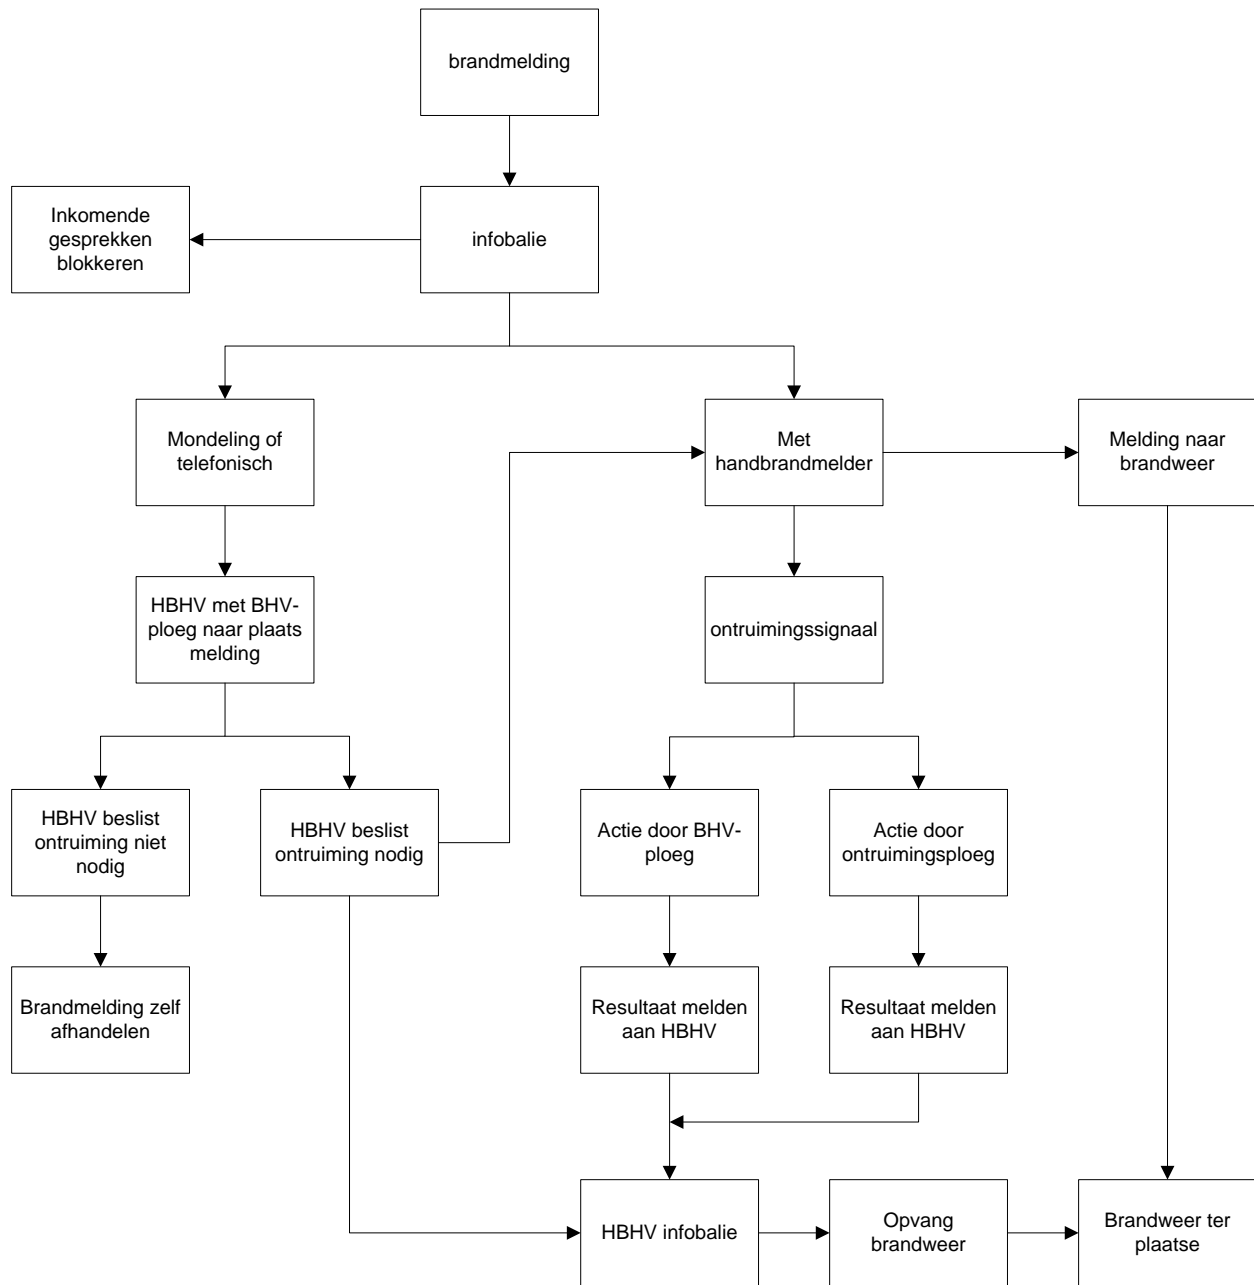 brandmelding
Inkomende
gesprekken
blokkeren
infobalie
Mondeling of
telefonisch
Met
handbrandmelder
Melding naar
brandweer
HBHV met BHV-
ploeg naar plaats
melding
ontruimingssignaal
HBHV beslist
ontruiming niet
nodig
HBHV beslist
ontruiming nodig
Actie door BHV-
ploeg
Actie door
ontruimingsploeg
Brandmelding zelf
afhandelen
Resultaat melden
aan HBHV
Resultaat melden
aan HBHV
HBHV infobalie
Opvang
brandweer
Brandweer ter
plaatse